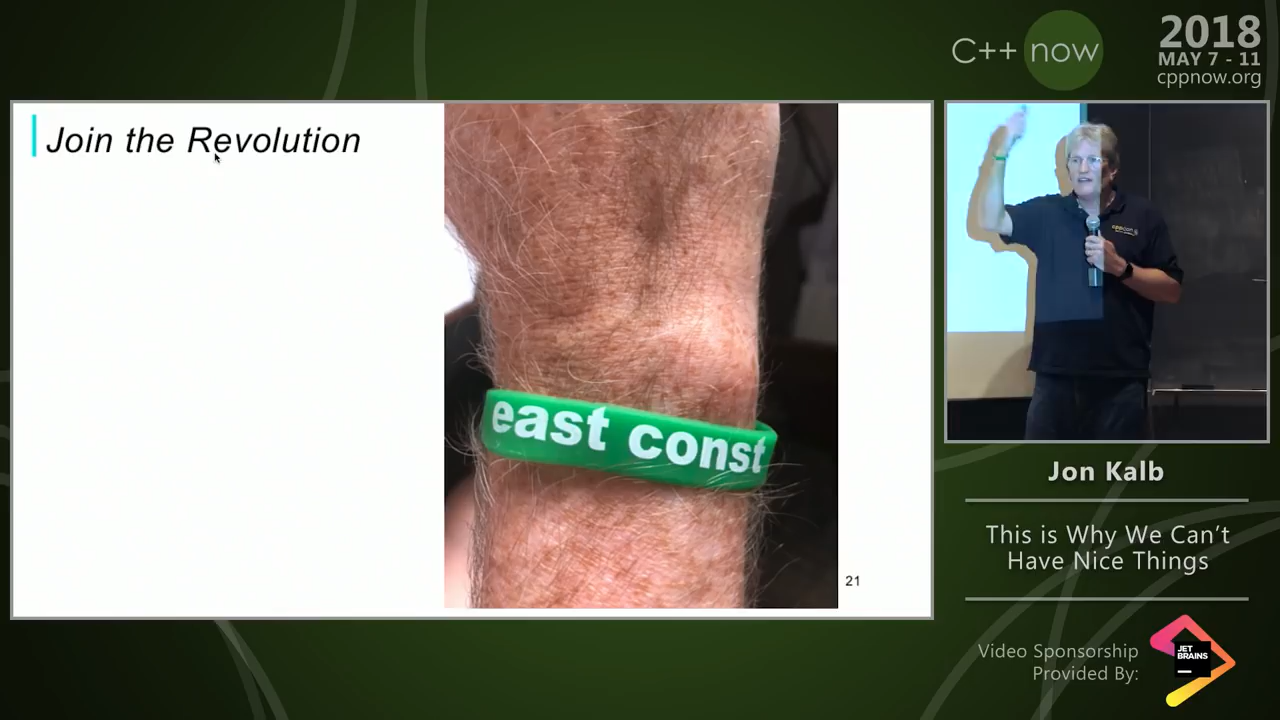 C++ now
2018
MAY 7 - 11
cppnow.org
Join the Revolution
east const
21
Jon Kalb
This is Why We Can't
Have Nice Things
Video Sponsorship
Provided By:
JET
BRAINS